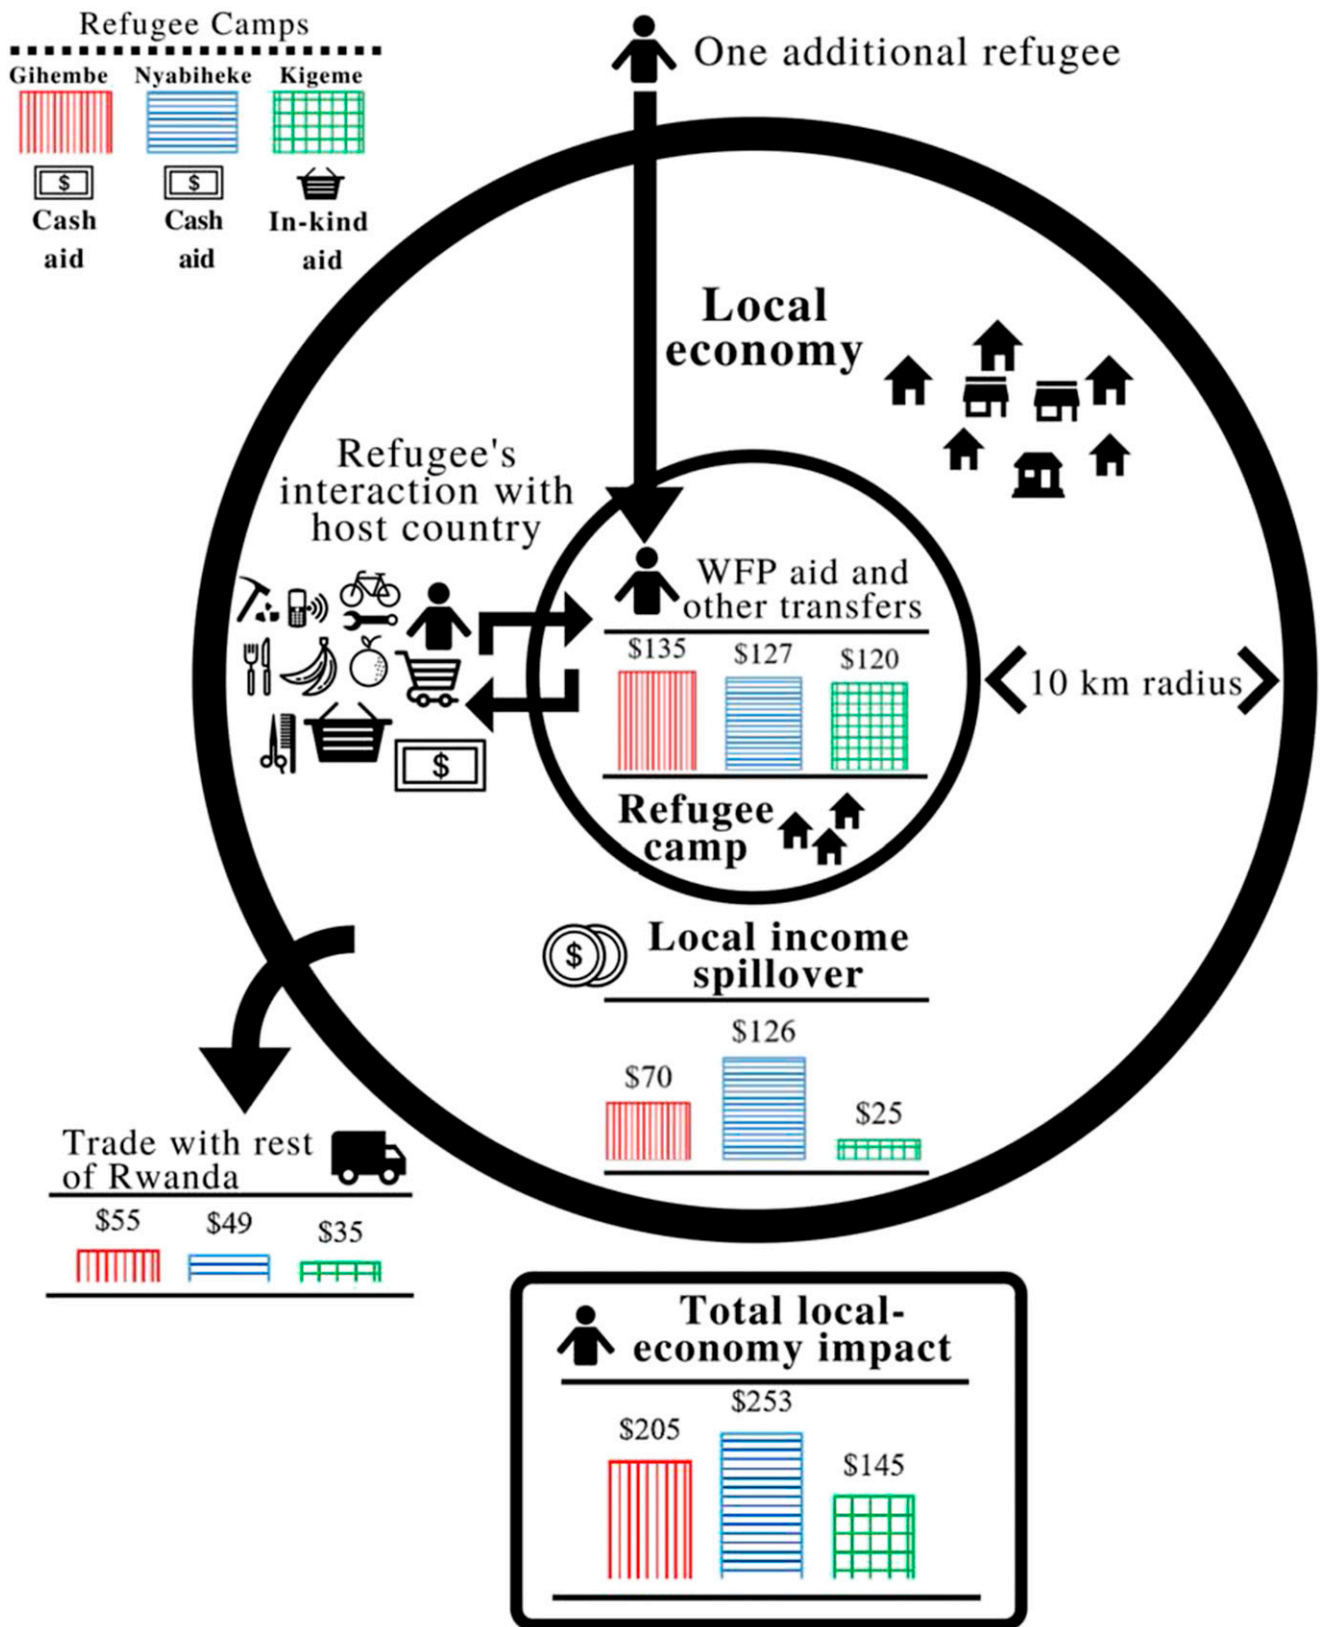 Refugee Camps
Gihembe Nyabiheke Kigeme
$ $
Cash Cash In-kind
aid aid aid
One additional refugee
Local
economy
Refugee's
interaction with
host country
$
WFP aid and
other transfers
$135 $127 $120
Refugee
camp
10 km radius
$
Local income
spillover
$70 $126 $25
Trade with rest
of Rwanda
$55 $49 $35
Total local-
economy impact
$205 $253 $145